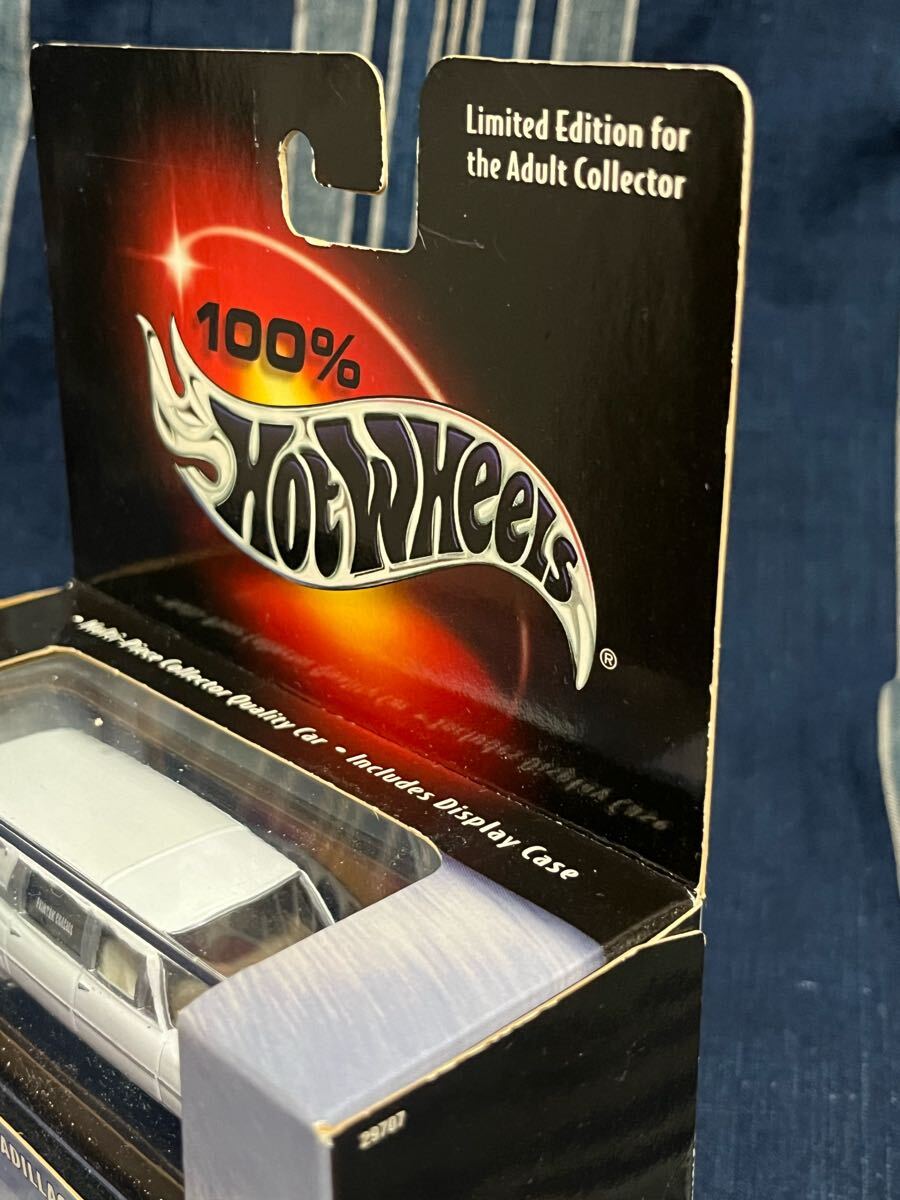 Limited Edition for
the Adult Collector
100%
HotWheels®
• Multi-Piece Collector Quality Car • Includes Display Case
29707